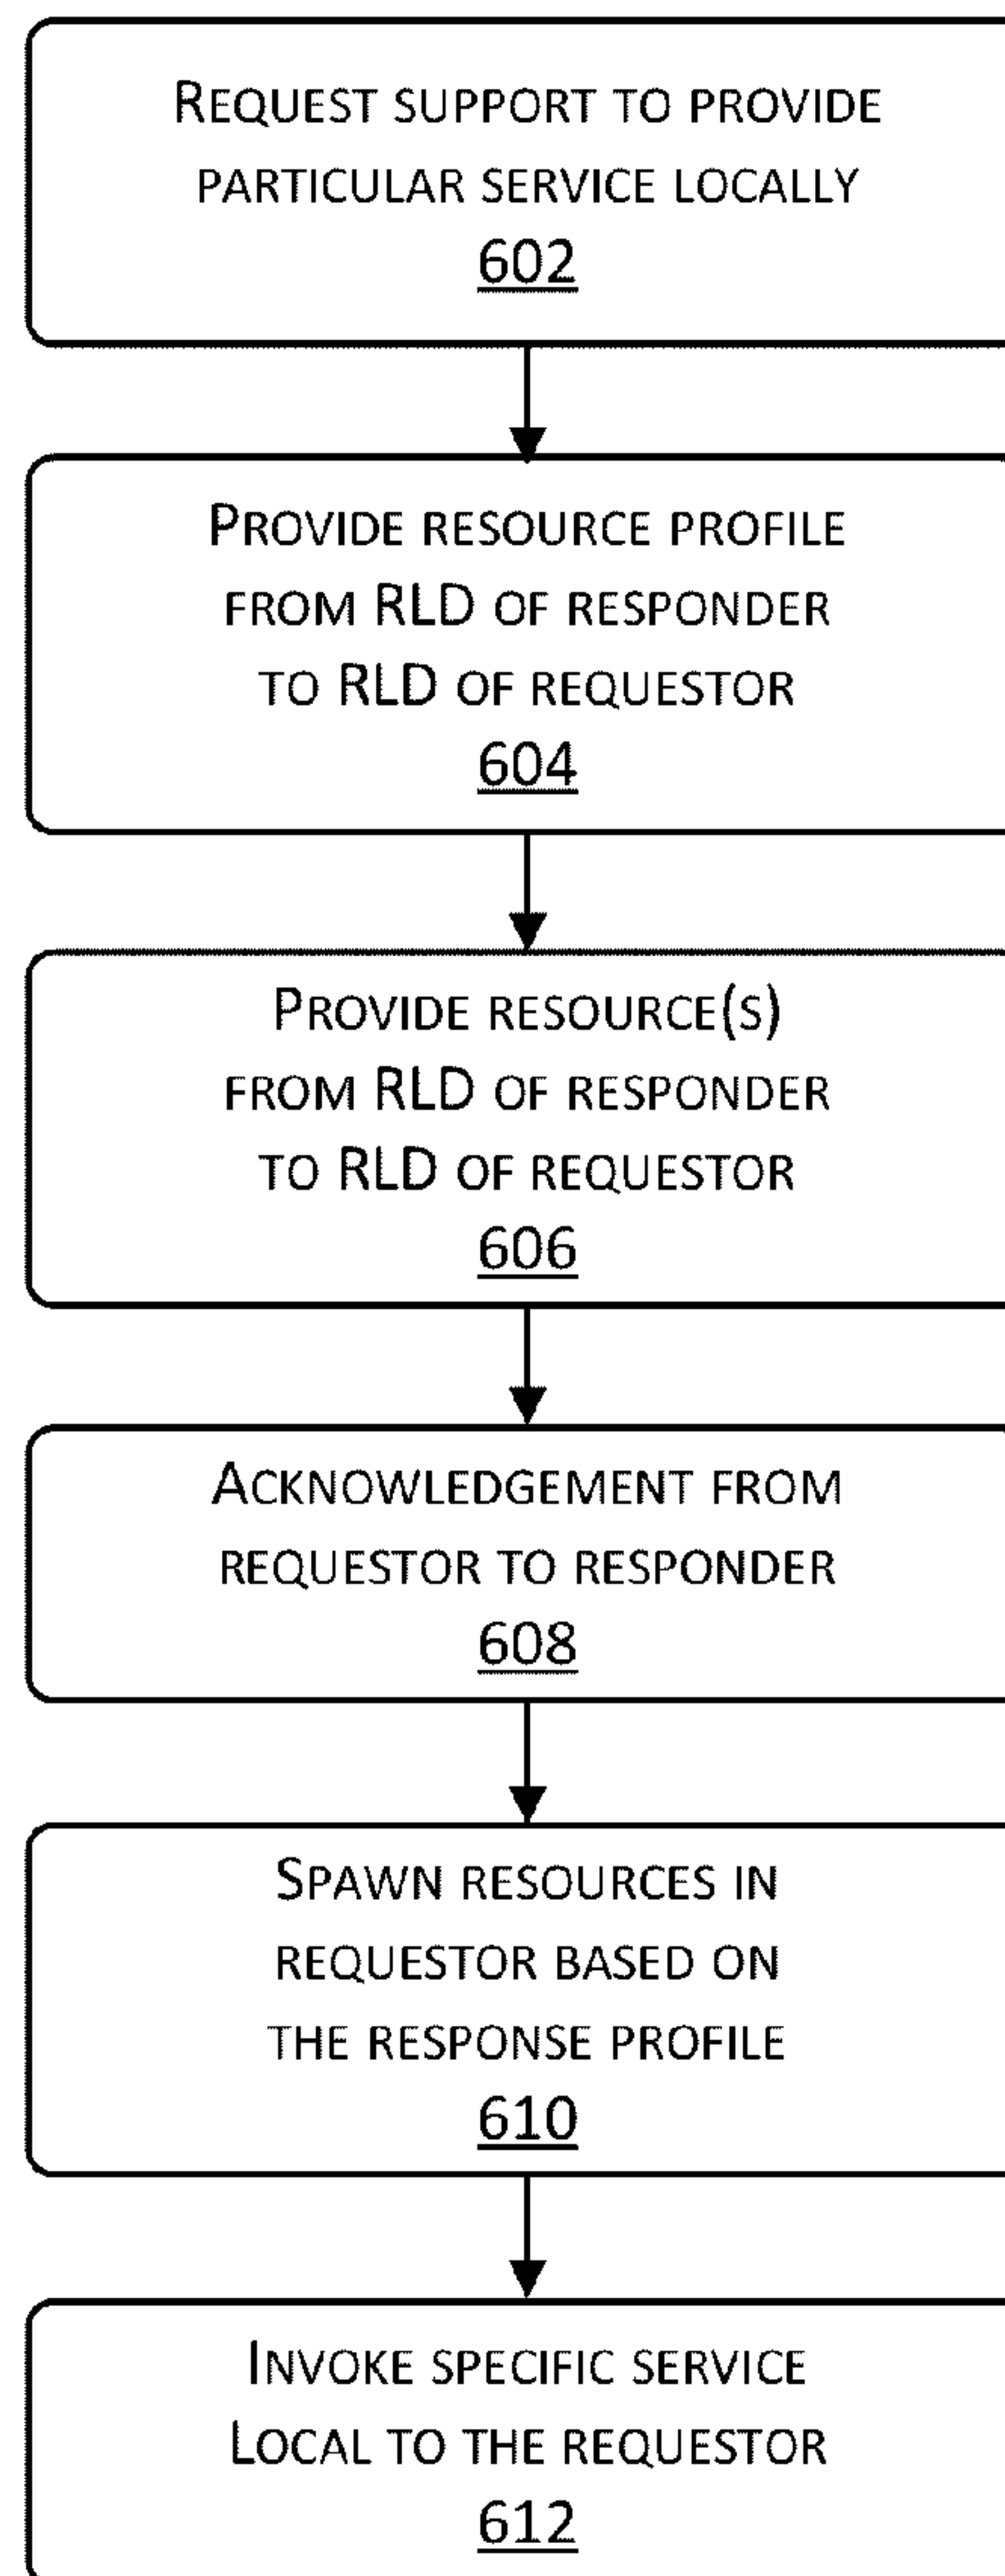 REQUEST SUPPORT TO PROVIDE
PARTICULAR SERVICE LOCALLY
602
PROVIDE RESOURCE PROFILE
FROM RLD OF RESPONDER
TO RLD OF REQUESTOR
604
PROVIDE RESOURCE(S)
FROM RLD OF RESPONDER
TO RLD OF REQUESTOR
606
ACKNOWLEDGEMENT FROM
REQUESTOR TO RESPONDER
608
SPAWN RESOURCES IN
REQUESTOR BASED ON
THE RESPONSE PROFILE
610
INVOKE SPECIFIC SERVICE
LOCAL TO THE REQUESTOR
612